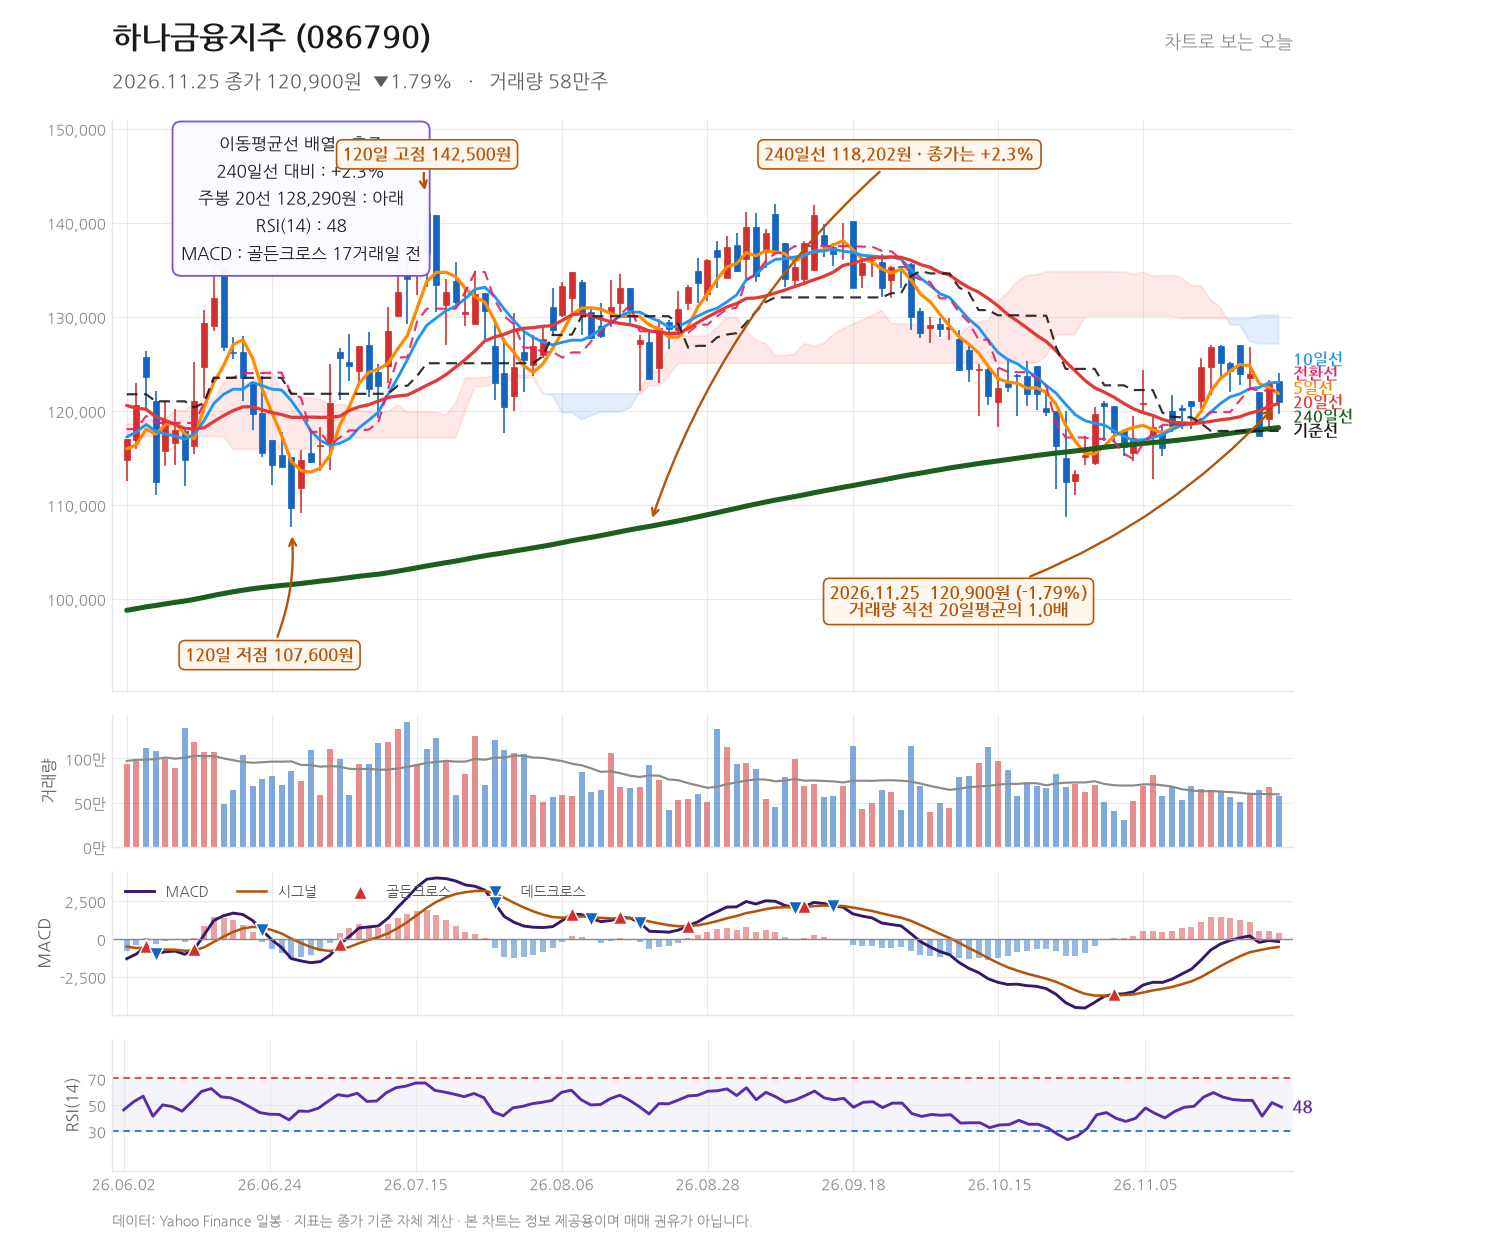 하나금융지주 (086790)
차트로 보는 오늘
2026.11.25 종가 120,900원 ▼1.79% · 거래량 58만주
150,000
140,000
130,000
120,000
110,000
100,000
이동평균선 배열
240일선 대비 : +2.3%
주봉 20선 128,290원 : 아래
RSI(14) : 48
MACD : 골든크로스 17거래일 전
120일 고점 142,500원
240일선 118,202원 · 종가는 +2.3%
10일선
전환선
5일선
20일선
240일선
기준선
2026.11.25 120,900원 (-1.79%)
거래량 직전 20일평균의 1.0배
120일 저점 107,600원
거래량
100만
50만
0만
MACD
2,500
0
-2,500
MACD
시그널
골든크로스
데드크로스
RSI(14)
70
50
30
48
26.06.02
26.06.24
26.07.15
26.08.06
26.08.28
26.09.18
26.10.15
26.11.05
데이터: Yahoo Finance 일봉 · 지표는 종가 기준 자체 계산 · 본 차트는 정보 제공용이며 매매 권유가 아닙니다.